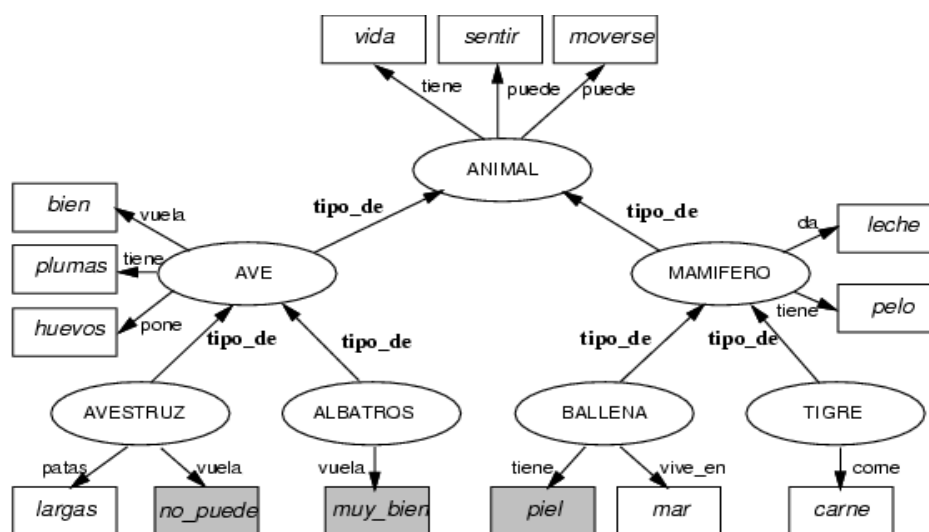 vida
sentir
moverse
tiene
puede
puede
ANIMAL
tipo_de
tipo_de
bien
vuela
plumas
tiene
huevos
pone
AVE
MAMIFERO
da
leche
tiene
pelo
tipo_de
tipo_de
tipo_de
tipo_de
AVESTRUZ
ALBATROS
BALLENA
TIGRE
patas
vuela
vuela
tiene
vive_en
come
largas
no_puede
muy_bien
piel
mar
carne